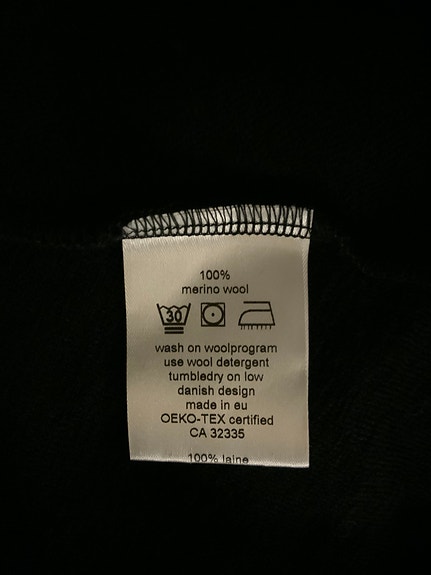 100%
merino wool
30
wash on woolprogram
use wool detergent
tumbledry on low
danish design
made in eu
OEKO-TEX certified
CA 32335
100% laine